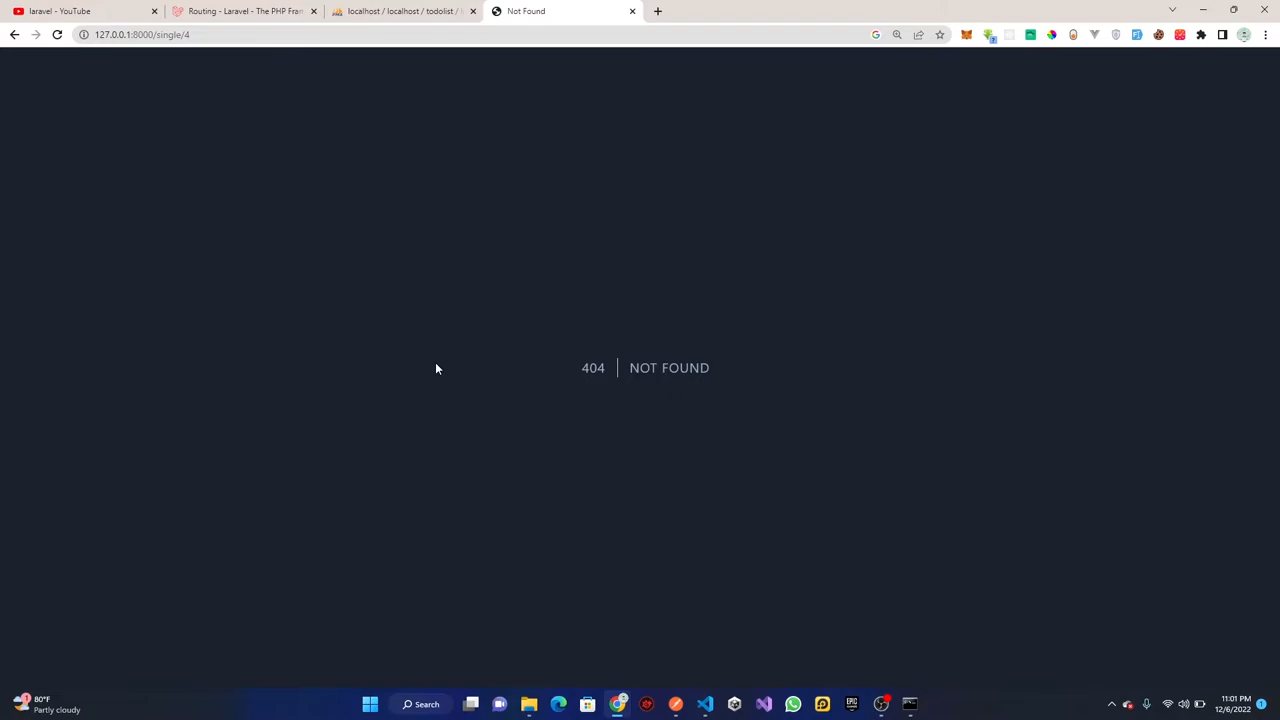 laravel - YouTube
Routing - Laravel - The PHP Fran
localhost / localhost / todolist / l
Not Found
127.0.0.1:8000/single/4
404
NOT FOUND
80°F
Partly cloudy
Search
11:01 PM
12/6/2022